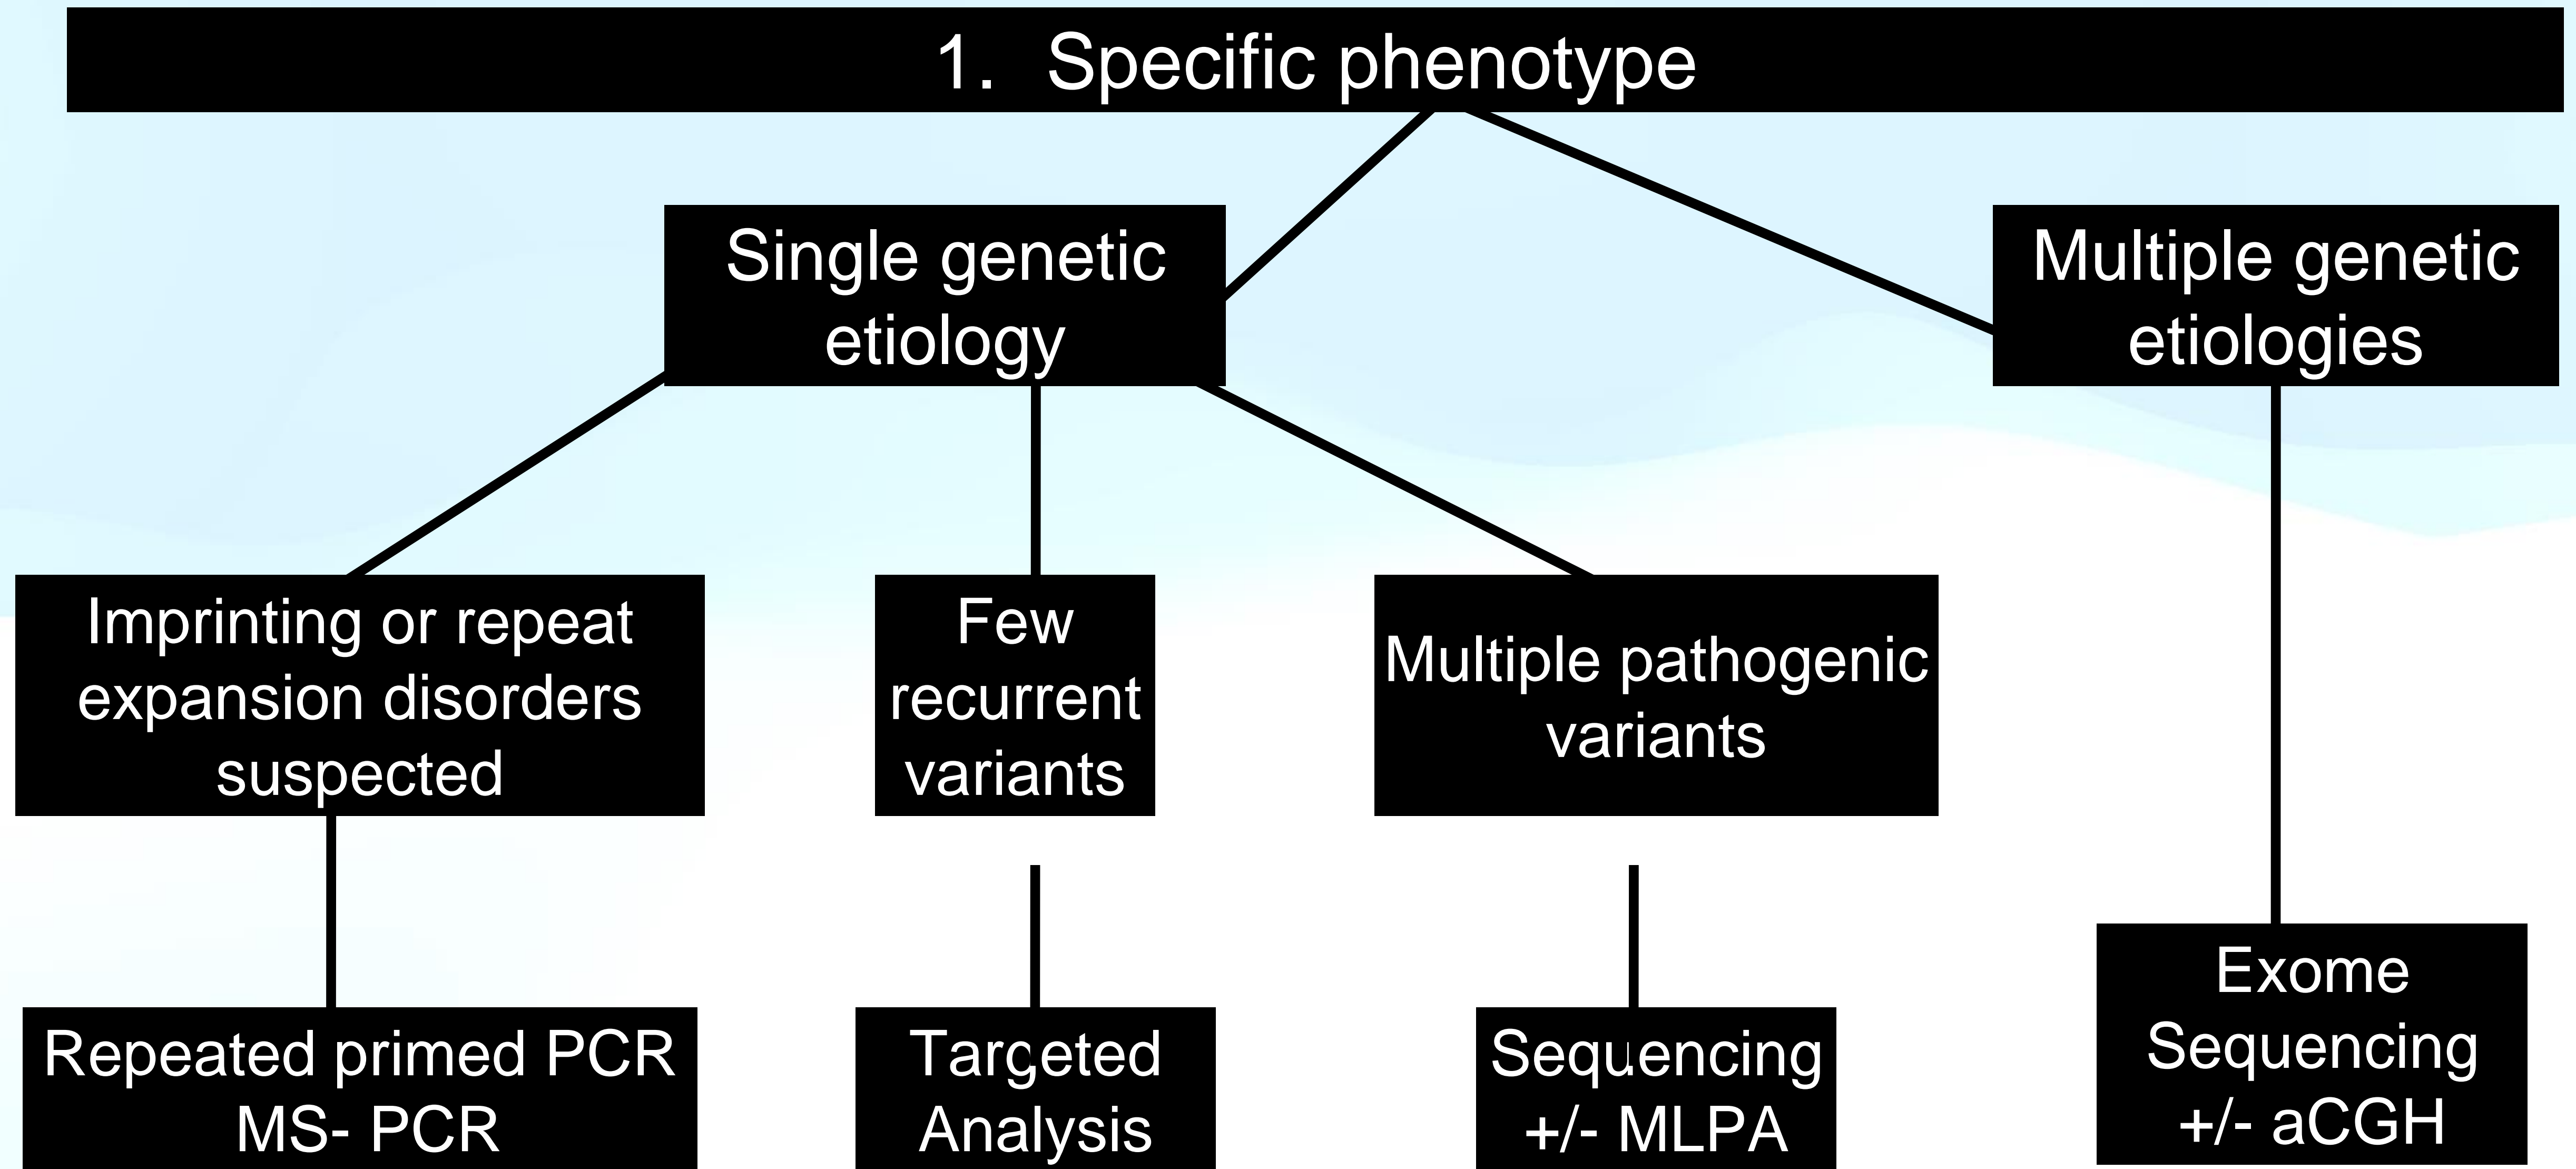 1. Specific phenotype
Single genetic
etiology
Multiple genetic
etiologies
Imprinting or repeat
expansion disorders
suspected
Few
recurrent
variants
Multiple pathogenic
variants
Repeated primed PCR
MS- PCR
Targeted
Analysis
Sequencing
+/- MLPA
Exome
Sequencing
+/- aCGH